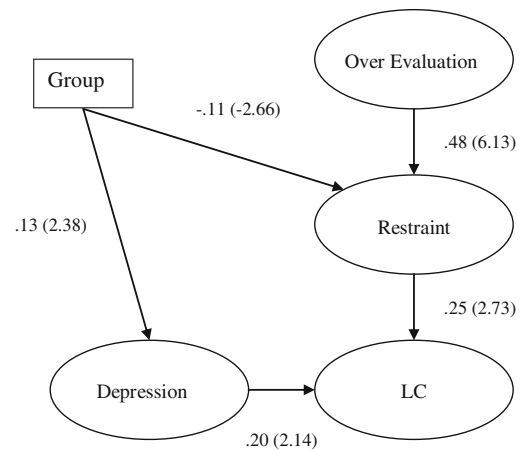 Over Evaluation
Group
-.11 (-2.66)
.48 (6.13)
.13 (2.38)
Restraint
.25 (2.73)
Depression
LC
.20 (2.14)